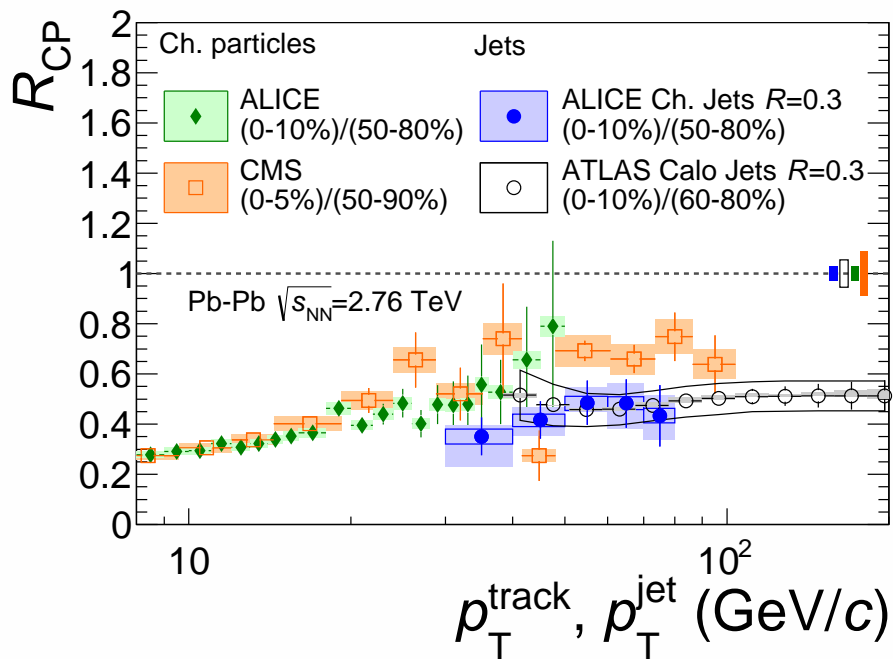 R_CP
2
1.8
1.6
1.4
1.2
1
0.8
0.6
0.4
0.2
0
Ch. particles
ALICE
(0-10%)/(50-80%)
CMS
(0-5%)/(50-90%)
Jets
ALICE Ch. Jets R=0.3
(0-10%)/(50-80%)
ATLAS Calo Jets R=0.3
(0-10%)/(60-80%)
Pb-Pb √s_NN=2.76 TeV
10
10²
p_T^track, p_T^jet (GeV/c)